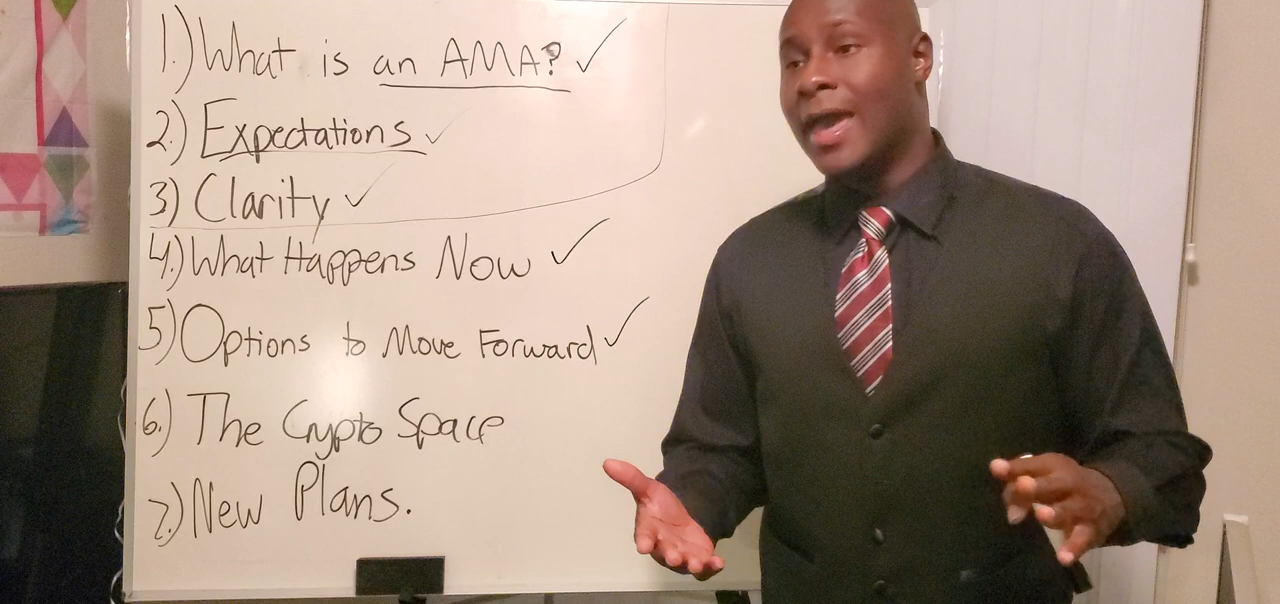 1.) What is an AMA? ✓
2.) Expectations ✓
3) Clarity ✓
4.) What Happens Now ✓
5) Options to Move Forward ✓
6.) The Crypto Space
7.) New Plans.